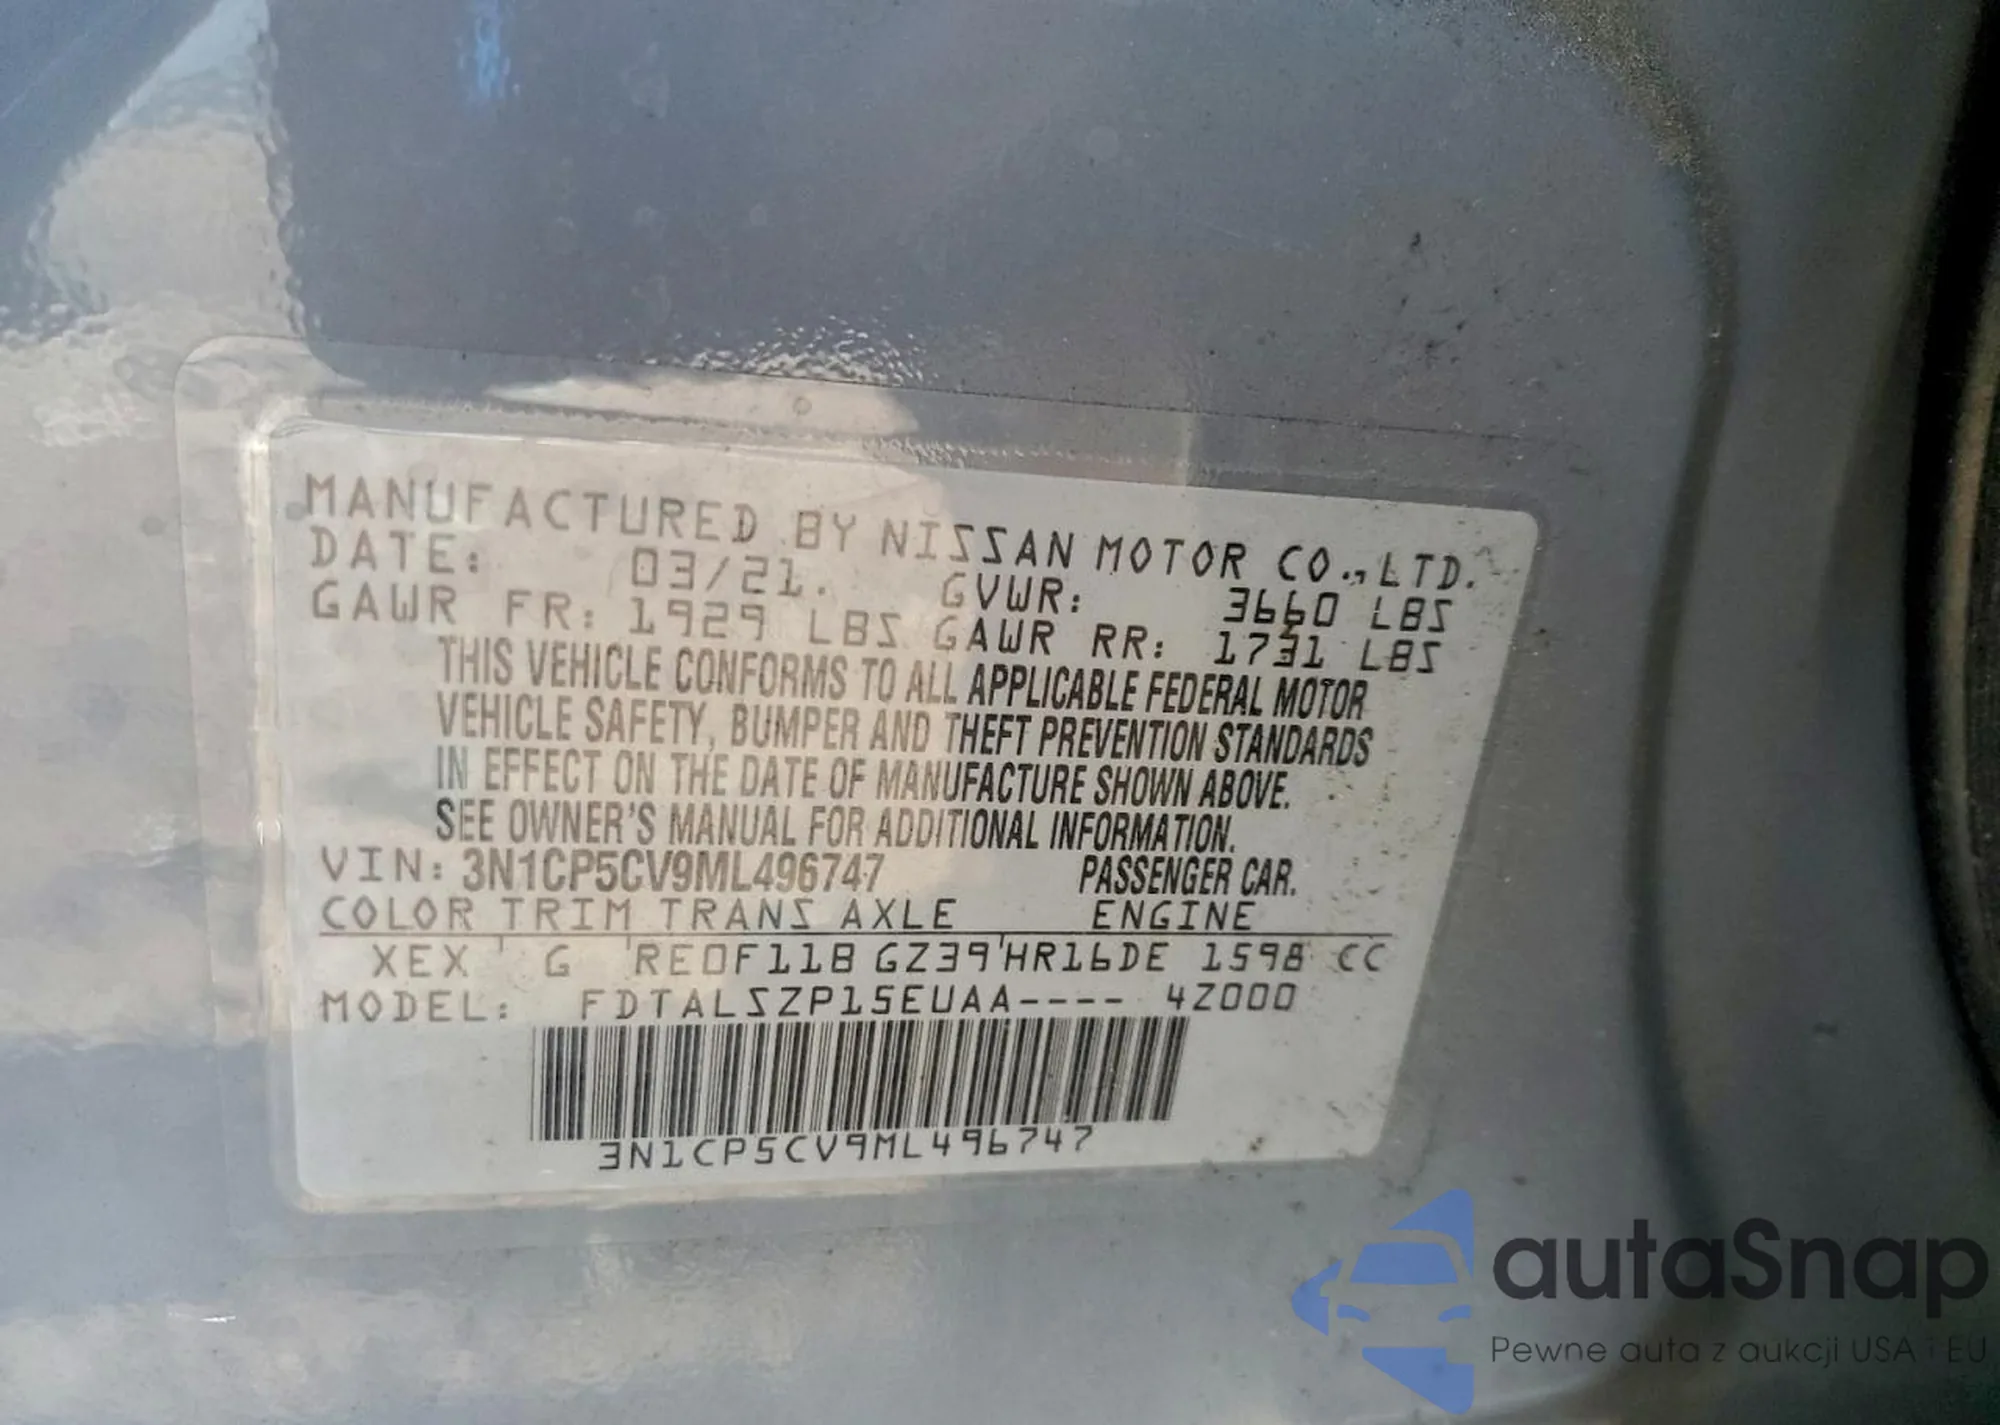 MANUFACTURED BY NISSAN MOTOR CO., LTD.
DATE: 03/21. GVWR: 3660 LBS
GAWR FR: 1929 LBS GAWR RR: 1731 LBS
THIS VEHICLE CONFORMS TO ALL APPLICABLE FEDERAL MOTOR
VEHICLE SAFETY, BUMPER AND THEFT PREVENTION STANDARDS
IN EFFECT ON THE DATE OF MANUFACTURE SHOWN ABOVE.
SEE OWNER'S MANUAL FOR ADDITIONAL INFORMATION.
VIN: 3N1CP5CV9ML496747 PASSENGER CAR.
COLOR TRIM TRANS AXLE ENGINE
XEX G RE0F11B GZ39 HR16DE 1598 CC
MODEL: FDTALSZP15EUAA---- 4Z000
3N1CP5CV9ML496747
autaSnap
Pewne auta z aukcji USA i EU